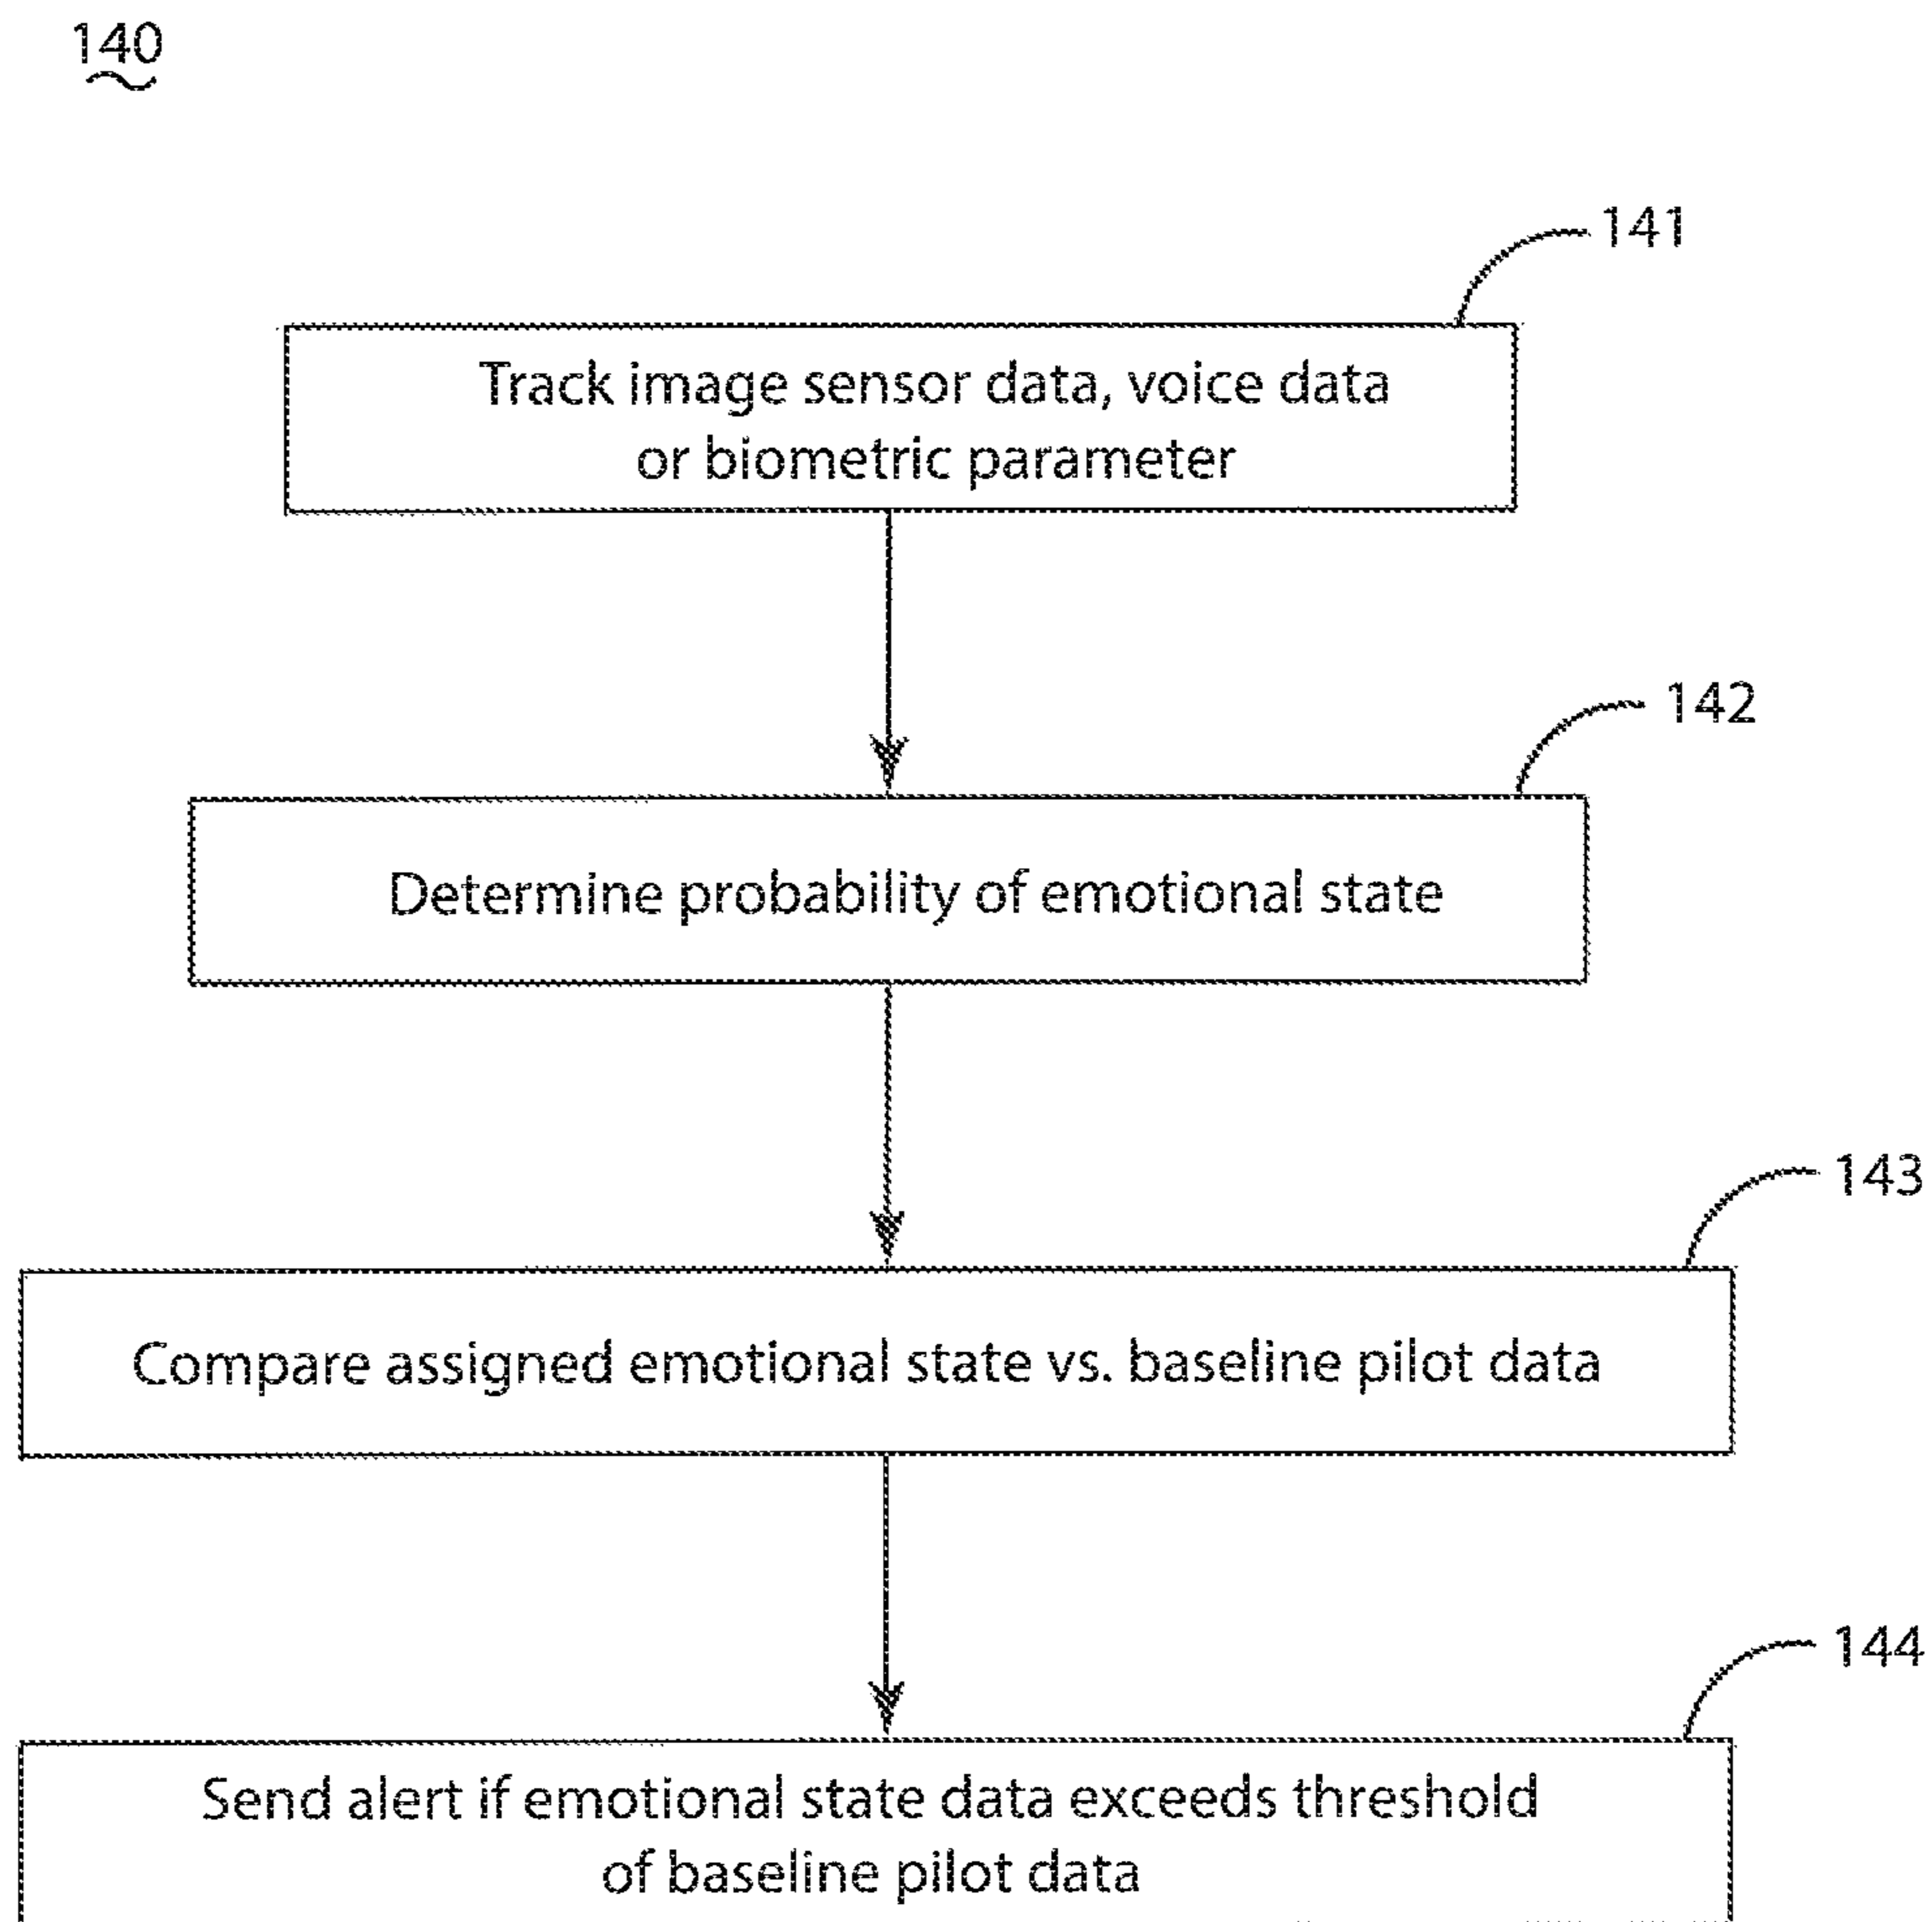 140
141
Track image sensor data, voice data
or biometric parameter
142
Determine probability of emotional state
143
Compare assigned emotional state vs. baseline pilot data
144
Send alert if emotional state data exceeds threshold
of baseline pilot data